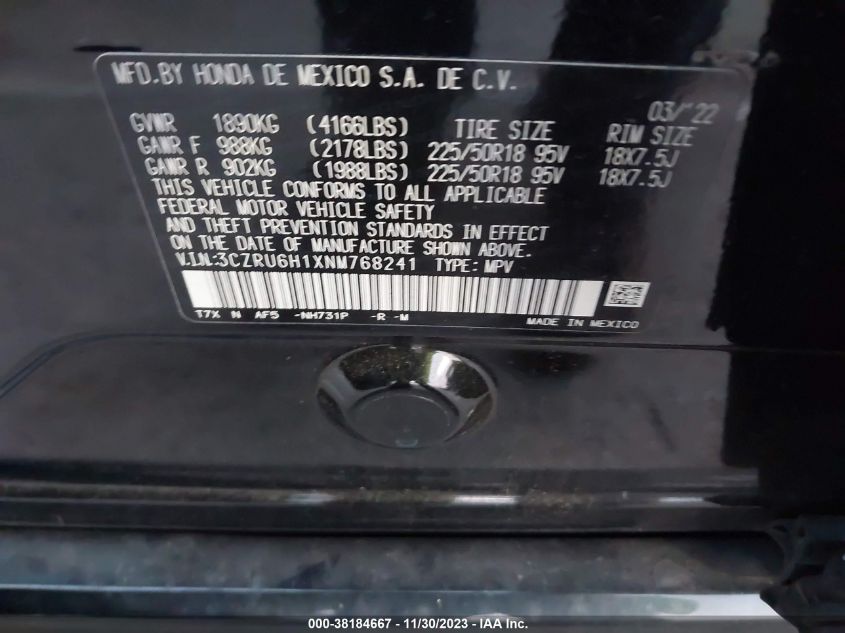 MFD.BY HONDA DE MEXICO S.A. DE C.V.
03/'22
GVWR 1890KG (4166LBS) TIRE SIZE RIM SIZE
GAWR F 988KG (2178LBS) 225/50R18 95V 18X7.5J
GAWR R 902KG (1988LBS) 225/50R18 95V 18X7.5J
THIS VEHICLE CONFORMS TO ALL APPLICABLE
FEDERAL MOTOR VEHICLE SAFETY
AND THEFT PREVENTION STANDARDS IN EFFECT
ON THE DATE OF MANUFACTURE SHOWN ABOVE.
V.I.N.:3CZRU6H1XNM768241 TYPE: MPV
T7X N AF5 -NH731P -R -M
MADE IN MEXICO
000-38184667 - 11/30/2023 - IAA Inc.